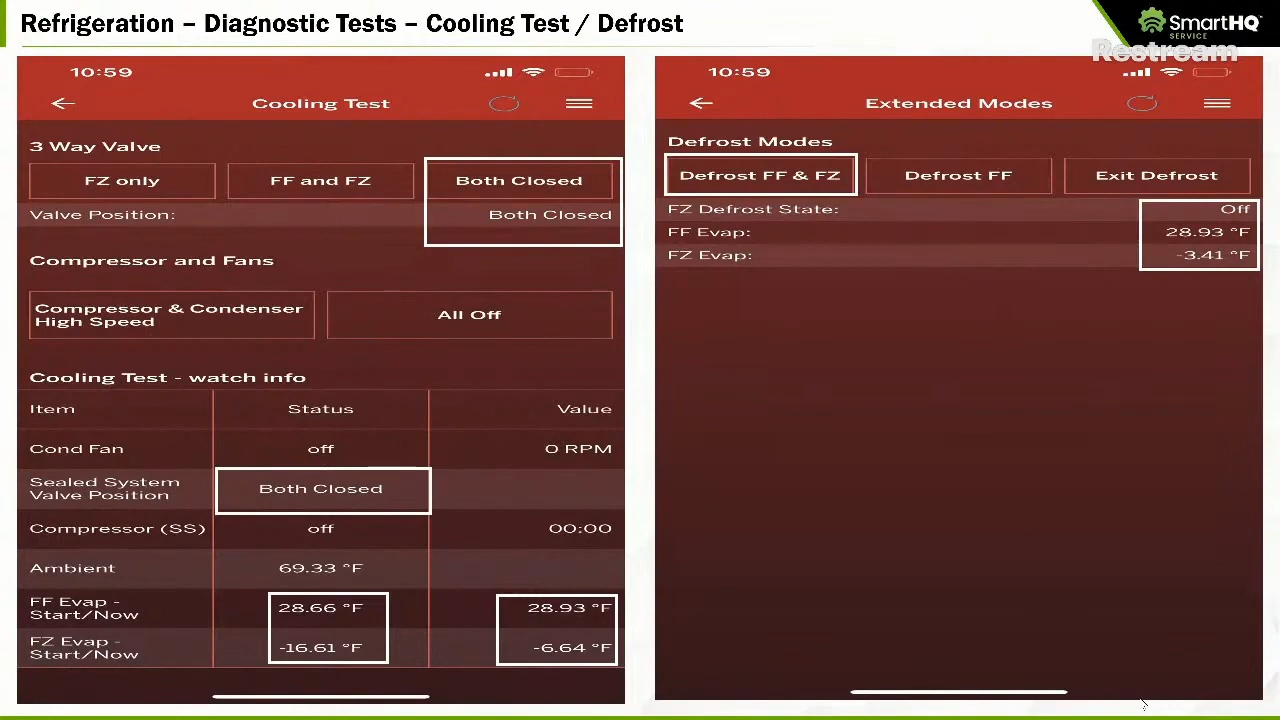 Refrigeration – Diagnostic Tests – Cooling Test / Defrost
SmartHQ™
SERVICE
Restream
10:59
Cooling Test
3 Way Valve
FZ only
FF and FZ
Both Closed
Valve Position:
Both Closed
Compressor and Fans
Compressor & Condenser
High Speed
All Off
Cooling Test - watch info
Item
Status
Value
Cond Fan
off
0 RPM
Sealed System
Valve Position
Both Closed
Compressor (SS)
off
00:00
Ambient
69.33 °F
FF Evap -
Start/Now
28.66 °F
28.93 °F
FZ Evap -
Start/Now
-16.61 °F
-6.64 °F
10:59
Extended Modes
Defrost Modes
Defrost FF & FZ
Defrost FF
Exit Defrost
FZ Defrost State:
Off
FF Evap:
28.93 °F
FZ Evap:
-3.41 °F